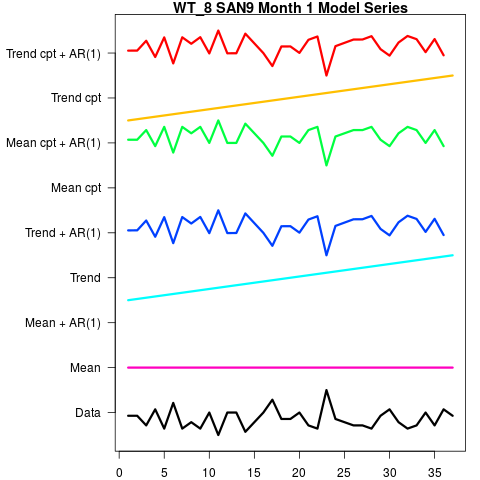 WT_8 SAN9 Month 1 Model Series
Trend cpt + AR(1)
Trend cpt
Mean cpt + AR(1)
Mean cpt
Trend + AR(1)
Trend
Mean + AR(1)
Mean
Data
0 5 10 15 20 25 30 35